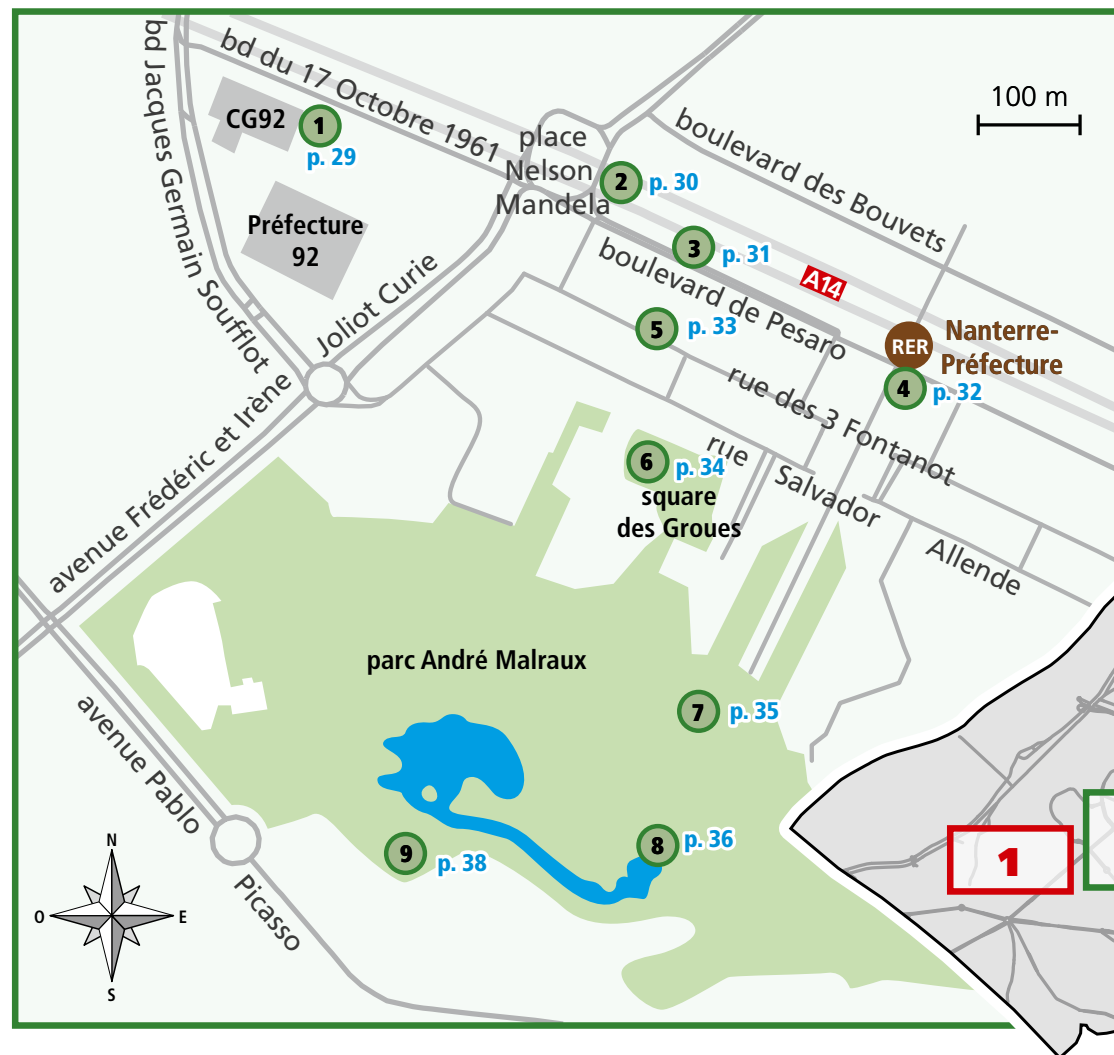 bd Jacques Germain Soufflot
bd du 17 Octobre 1961
CG92
1
p. 29
Préfecture
92
place
Nelson
Mandela
2
p. 30
100 m
boulevard des Bouvets
3
p. 31
A14
boulevard de Pesaro
5
p. 33
RER
Nanterre-
Préfecture
4
p. 32
avenue Frédéric et Irène
Joliot Curie
rue des 3 Fontanot
rue
Salvador
Allende
6
p. 34
square
des Groues
parc André Malraux
7
p. 35
8
p. 36
9
p. 38
avenue Pablo
Picasso
N
O
E
S
1